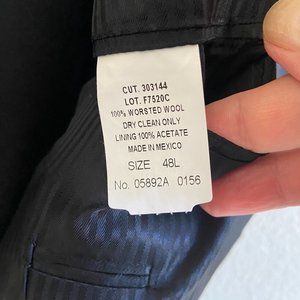 CUT. 303144
LOT. F7520C
100% WORSTED WOOL
DRY CLEAN ONLY
LINING 100% ACETATE
MADE IN MEXICO
SIZE 48L
No. 05892A 0156